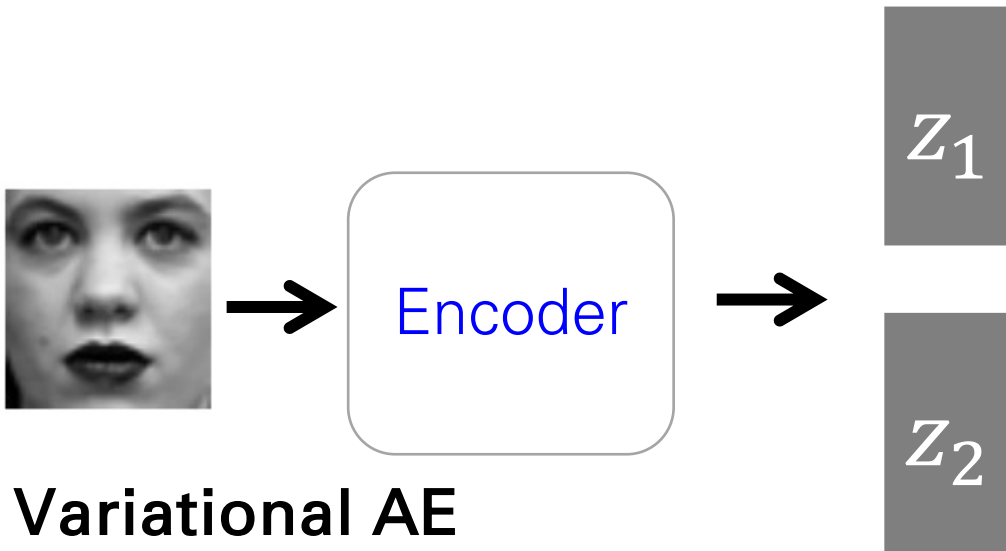 z₁
Encoder
z₂
Variational AE